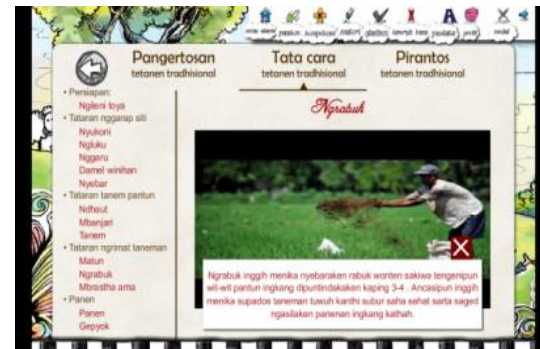 Pangertosan
tetanen tradhisional
Tata cara
tetanen tradhisional
Pirantos
tetanen tradhisional
Ngrabuk
• Persiapan:
Ngileni toya
• Tataran nggarap siti
Nyukoni
Ngluku
Nggaru
Damel winihan
Nyebar
• Tataran tanem pantun
Ndhaut
Mbanjari
Tanem
• Tataran ngrimat taneman
Matun
Ngrabuk
Mbrastha ama
• Panen
Panen
Gepyok
Ngrabuk inggih menika nyebaraken rabuk wonten sakiwa tengenipun
wit-wit pantun ingkang dipuntindakaken kaping 3-4 . Ancasipun inggih
menika supados taneman tuwuh kanthi subur saha sehat sarta saged
ngasilaken panenan ingkang kathah.